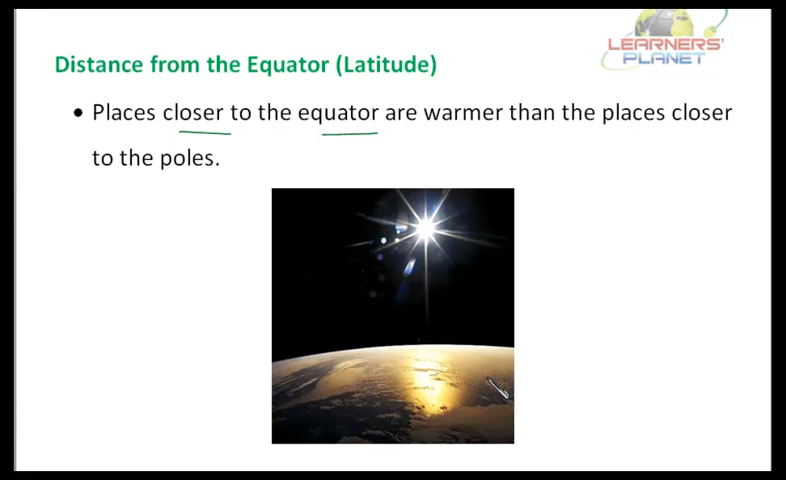 LEARNERS'
PLANET
Distance from the Equator (Latitude)
• Places closer to the equator are warmer than the places closer
to the poles.